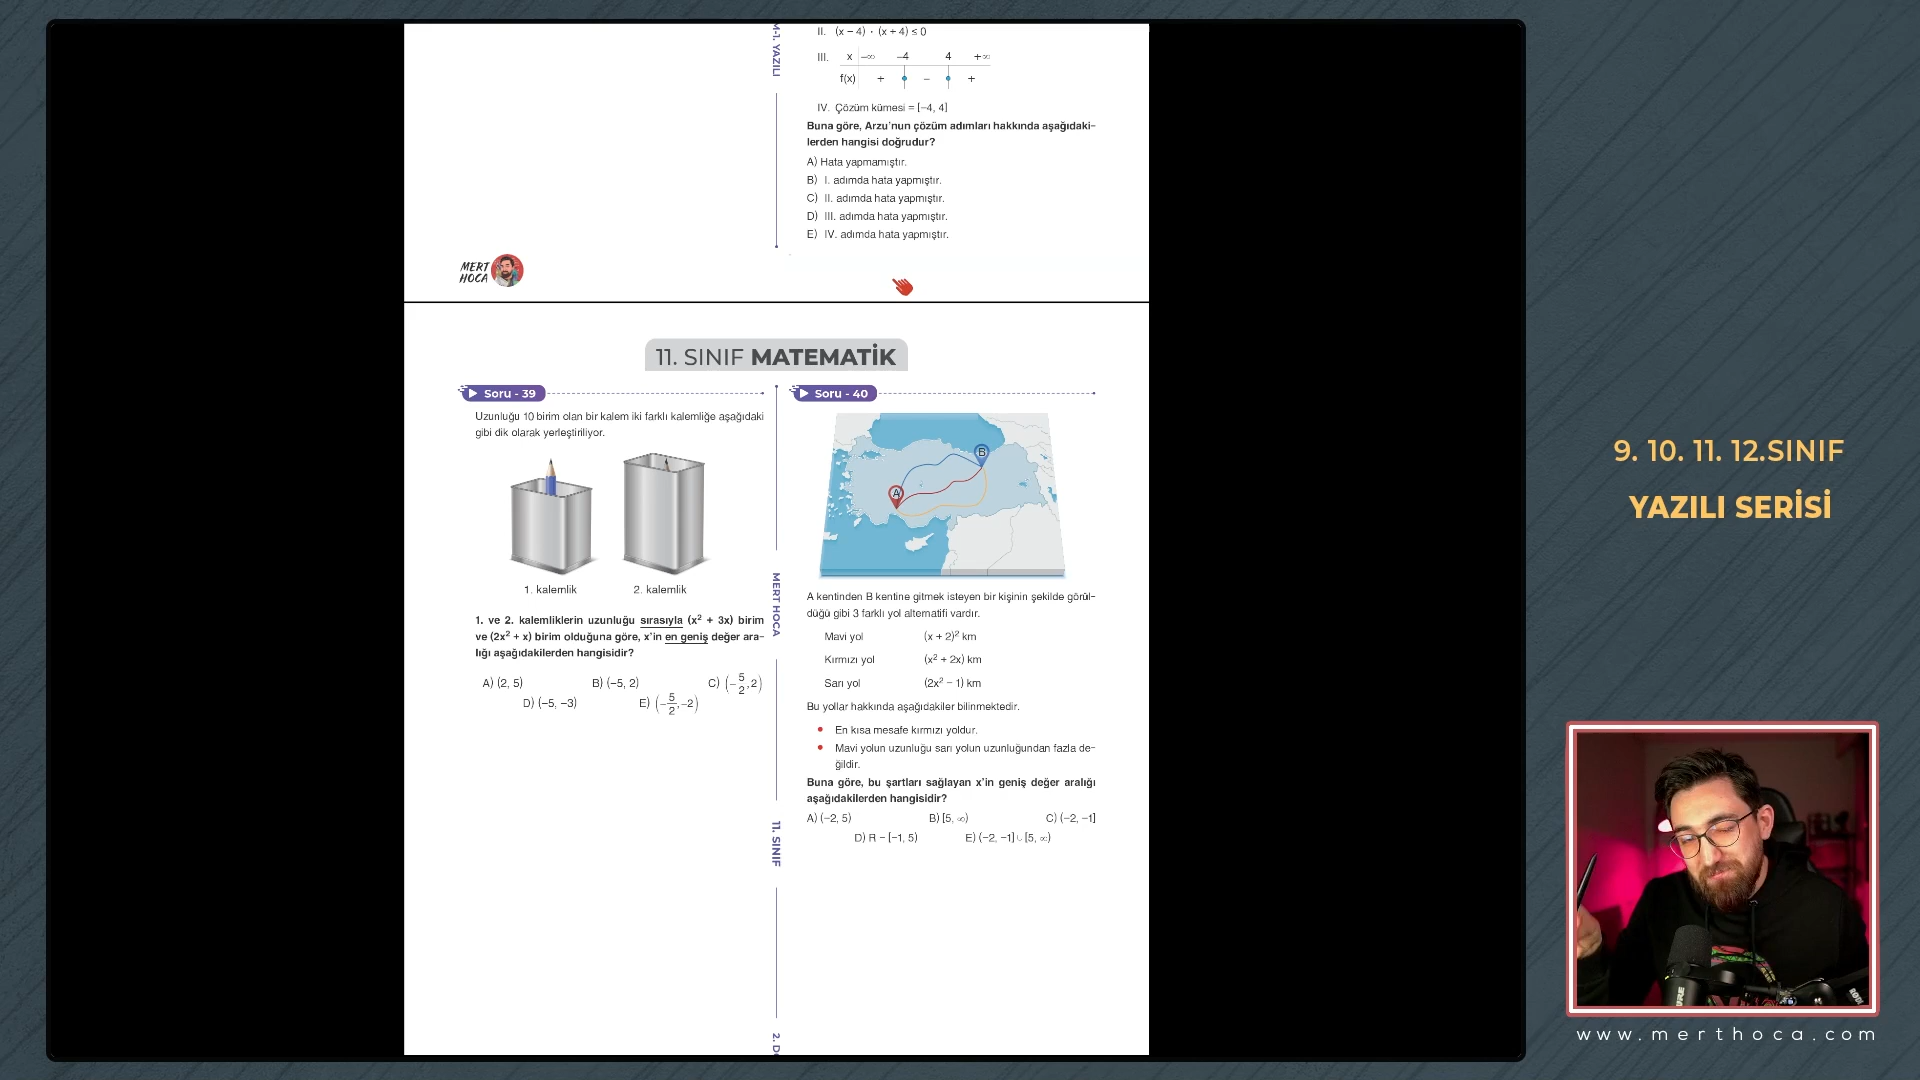 M-1. YAZILI
II. (x − 4) · (x + 4) ≤ 0
III. x −∞ −4 4 +∞
f(x) + − +
IV. Çözüm kümesi = [−4, 4]
Buna göre, Arzu'nun çözüm adımları hakkında aşağıdaki-
lerden hangisi doğrudur?
A) Hata yapmamıştır.
B) I. adımda hata yapmıştır.
C) II. adımda hata yapmıştır.
D) III. adımda hata yapmıştır.
E) IV. adımda hata yapmıştır.
MERT
HOCA
11. SINIF MATEMATİK
Soru - 39
Uzunluğu 10 birim olan bir kalem iki farklı kalemliğe aşağıdaki
gibi dik olarak yerleştiriliyor.
1. kalemlik 2. kalemlik
1. ve 2. kalemliklerin uzunluğu sırasıyla (x² + 3x) birim
ve (2x² + x) birim olduğuna göre, x'in en geniş değer ara-
lığı aşağıdakilerden hangisidir?
A) (2, 5) B) (−5, 2) C) (−5/2, 2)
D) (−5, −3) E) (−5/2, −2)
MERT HOCA
11. SINIF
Soru - 40
A
B
A kentinden B kentine gitmek isteyen bir kişinin şekilde görül-
düğü gibi 3 farklı yol alternatifi vardır.
Mavi yol (x + 2)² km
Kırmızı yol (x² + 2x) km
Sarı yol (2x² − 1) km
Bu yollar hakkında aşağıdakiler bilinmektedir.
• En kısa mesafe kırmızı yoldur.
• Mavi yolun uzunluğu sarı yolun uzunluğundan fazla de-
ğildir.
Buna göre, bu şartları sağlayan x'in geniş değer aralığı
aşağıdakilerden hangisidir?
A) (−2, 5) B) [5, ∞) C) (−2, −1]
D) R − [−1, 5) E) (−2, −1] ∪ [5, ∞)
9. 10. 11. 12.SINIF
YAZILI SERİSİ
www.merthoca.com